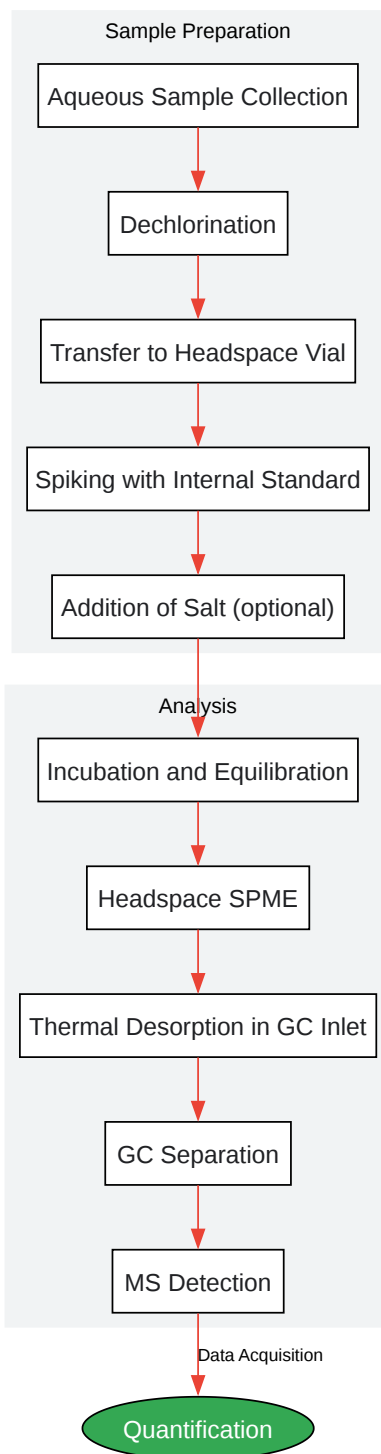 Sample Preparation
Aqueous Sample Collection
Dechlorination
Transfer to Headspace Vial
Spiking with Internal Standard
Addition of Salt (optional)
Analysis
Incubation and Equilibration
Headspace SPME
Thermal Desorption in GC Inlet
GC Separation
MS Detection
Data Acquisition
Quantification